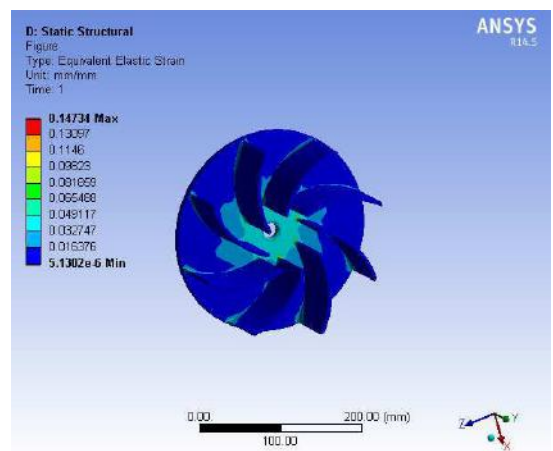 D: Static Structural
Figure
Type: Equivalent Elastic Strain
Unit: mm/mm
Time: 1
ANSYS
R14.5
0.14734 Max
0.13097
0.1146
0.09823
0.081859
0.065488
0.049117
0.032747
0.016376
5.1302e-6 Min
0.00
200.00 (mm)
100.00
Z
Y
X